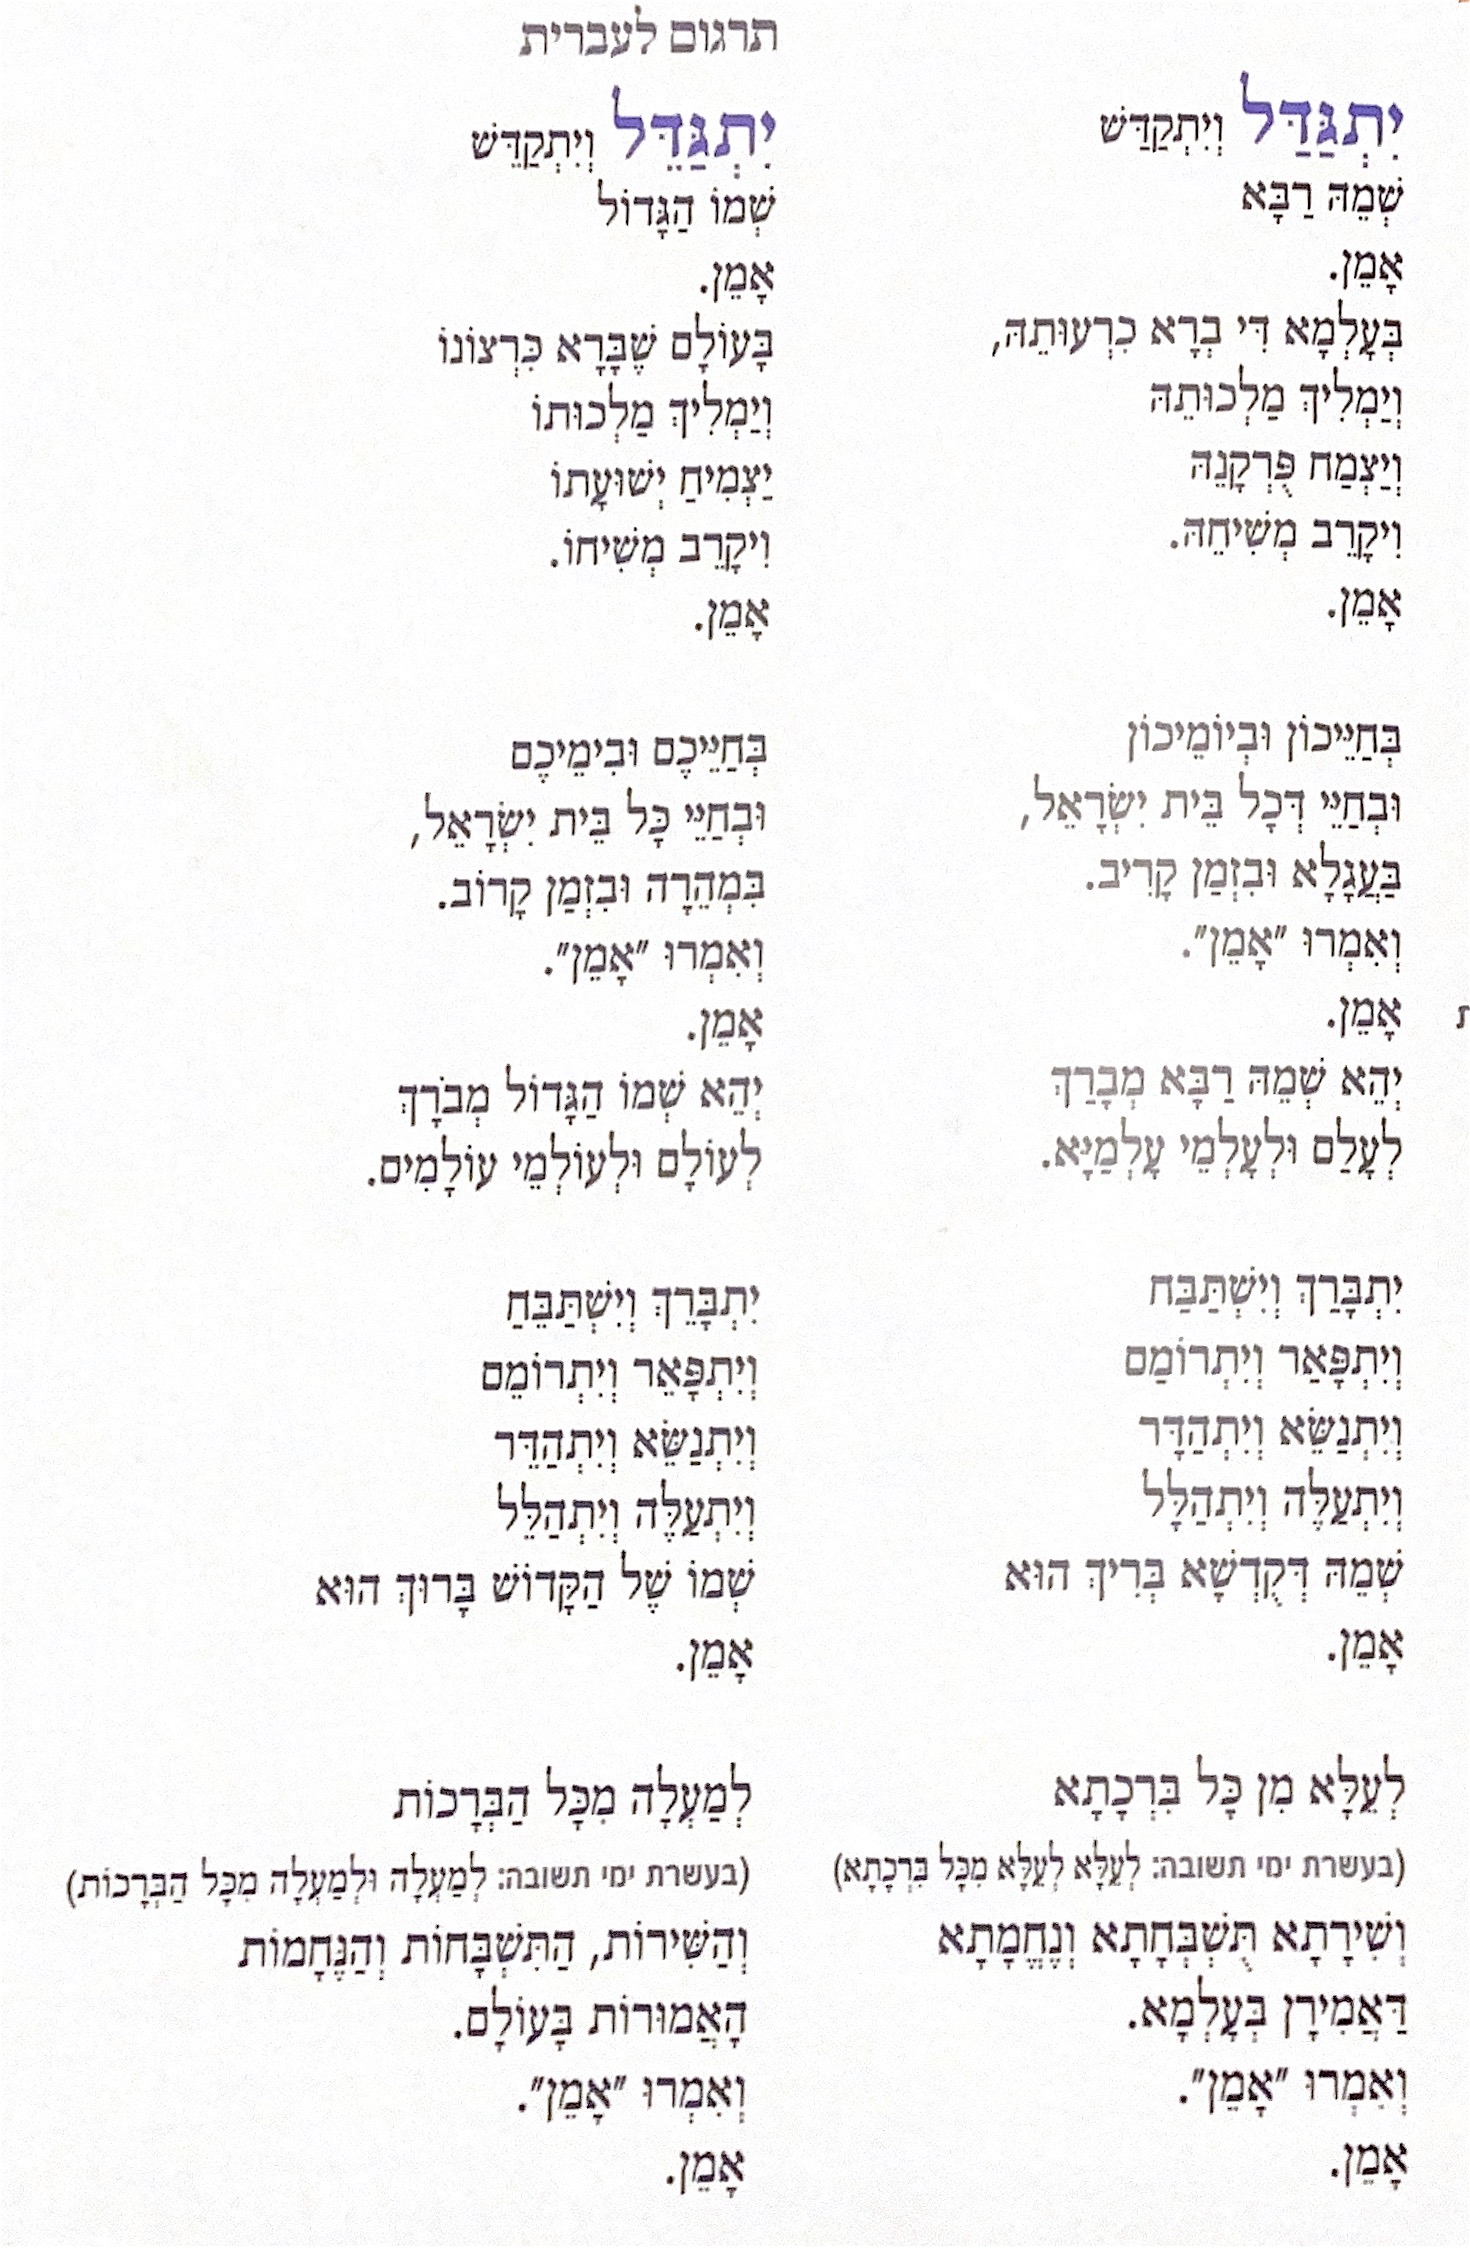 יִתְגַּדַּל וְיִתְקַדַּשׁ
שְׁמֵהּ רַבָּא
אָמֵן.
בְּעָלְמָא דִּי בְרָא כִרְעוּתֵהּ,
וְיַמְלִיךְ מַלְכוּתֵהּ
וְיַצְמַח פֻּרְקָנֵהּ
וִיקָרֵב מְשִׁיחֵהּ.
אָמֵן.
בְּחַיֵּיכוֹן וּבְיוֹמֵיכוֹן
וּבְחַיֵּי דְּכָל בֵּית יִשְׂרָאֵל,
בַּעֲגָלָא וּבִזְמַן קָרִיב.
וְאִמְרוּ "אָמֵן".
אָמֵן.
יְהֵא שְׁמֵהּ רַבָּא מְבָרַךְ
לְעָלַם וּלְעָלְמֵי עָלְמַיָּא.
יִתְבָּרַךְ וְיִשְׁתַּבַּח
וְיִתְפָּאַר וְיִתְרוֹמַם
וְיִתְנַשֵּׂא וְיִתְהַדָּר
וְיִתְעַלֶּה וְיִתְהַלָּל
שְׁמֵהּ דְּקֻדְשָׁא בְּרִיךְ הוּא
אָמֵן.
לְעֵלָּא מִן כָּל בִּרְכָתָא
(בעשרת ימי תשובה: לְעֵלָּא לְעֵלָּא מִכָּל בִּרְכָתָא)
וְשִׁירָתָא תֻּשְׁבְּחָתָא וְנֶחֱמָתָא
דַּאֲמִירָן בְּעָלְמָא.
וְאִמְרוּ "אָמֵן".
אָמֵן.
תרגום לעברית
יִתְגַּדֵּל וְיִתְקַדֵּשׁ
שְׁמוֹ הַגָּדוֹל
אָמֵן.
בָּעוֹלָם שֶׁבָּרָא כִּרְצוֹנוֹ
וְיַמְלִיךְ מַלְכוּתוֹ
יַצְמִיחַ יְשׁוּעָתוֹ
וִיקָרֵב מְשִׁיחוֹ.
אָמֵן.
בְּחַיֵּיכֶם וּבִימֵיכֶם
וּבְחַיֵּי כָּל בֵּית יִשְׂרָאֵל,
בִּמְהֵרָה וּבִזְמַן קָרוֹב.
וְאִמְרוּ "אָמֵן".
אָמֵן.
יְהֵא שְׁמוֹ הַגָּדוֹל מְבֹרָךְ
לְעוֹלָם וּלְעוֹלְמֵי עוֹלָמִים.
יִתְבָּרֵךְ וְיִשְׁתַּבֵּחַ
וְיִתְפָּאֵר וְיִתְרוֹמֵם
וְיִתְנַשֵּׂא וְיִתְהַדֵּר
וְיִתְעַלֶּה וְיִתְהַלֵּל
שְׁמוֹ שֶׁל הַקָּדוֹשׁ בָּרוּךְ הוּא
אָמֵן.
לְמַעְלָה מִכָּל הַבְּרָכוֹת
(בעשרת ימי תשובה: לְמַעְלָה וּלְמַעְלָה מִכָּל הַבְּרָכוֹת)
וְהַשִּׁירוֹת, הַתִּשְׁבָּחוֹת וְהַנֶּחָמוֹת
הָאֲמוּרוֹת בָּעוֹלָם.
וְאִמְרוּ "אָמֵן".
אָמֵן.